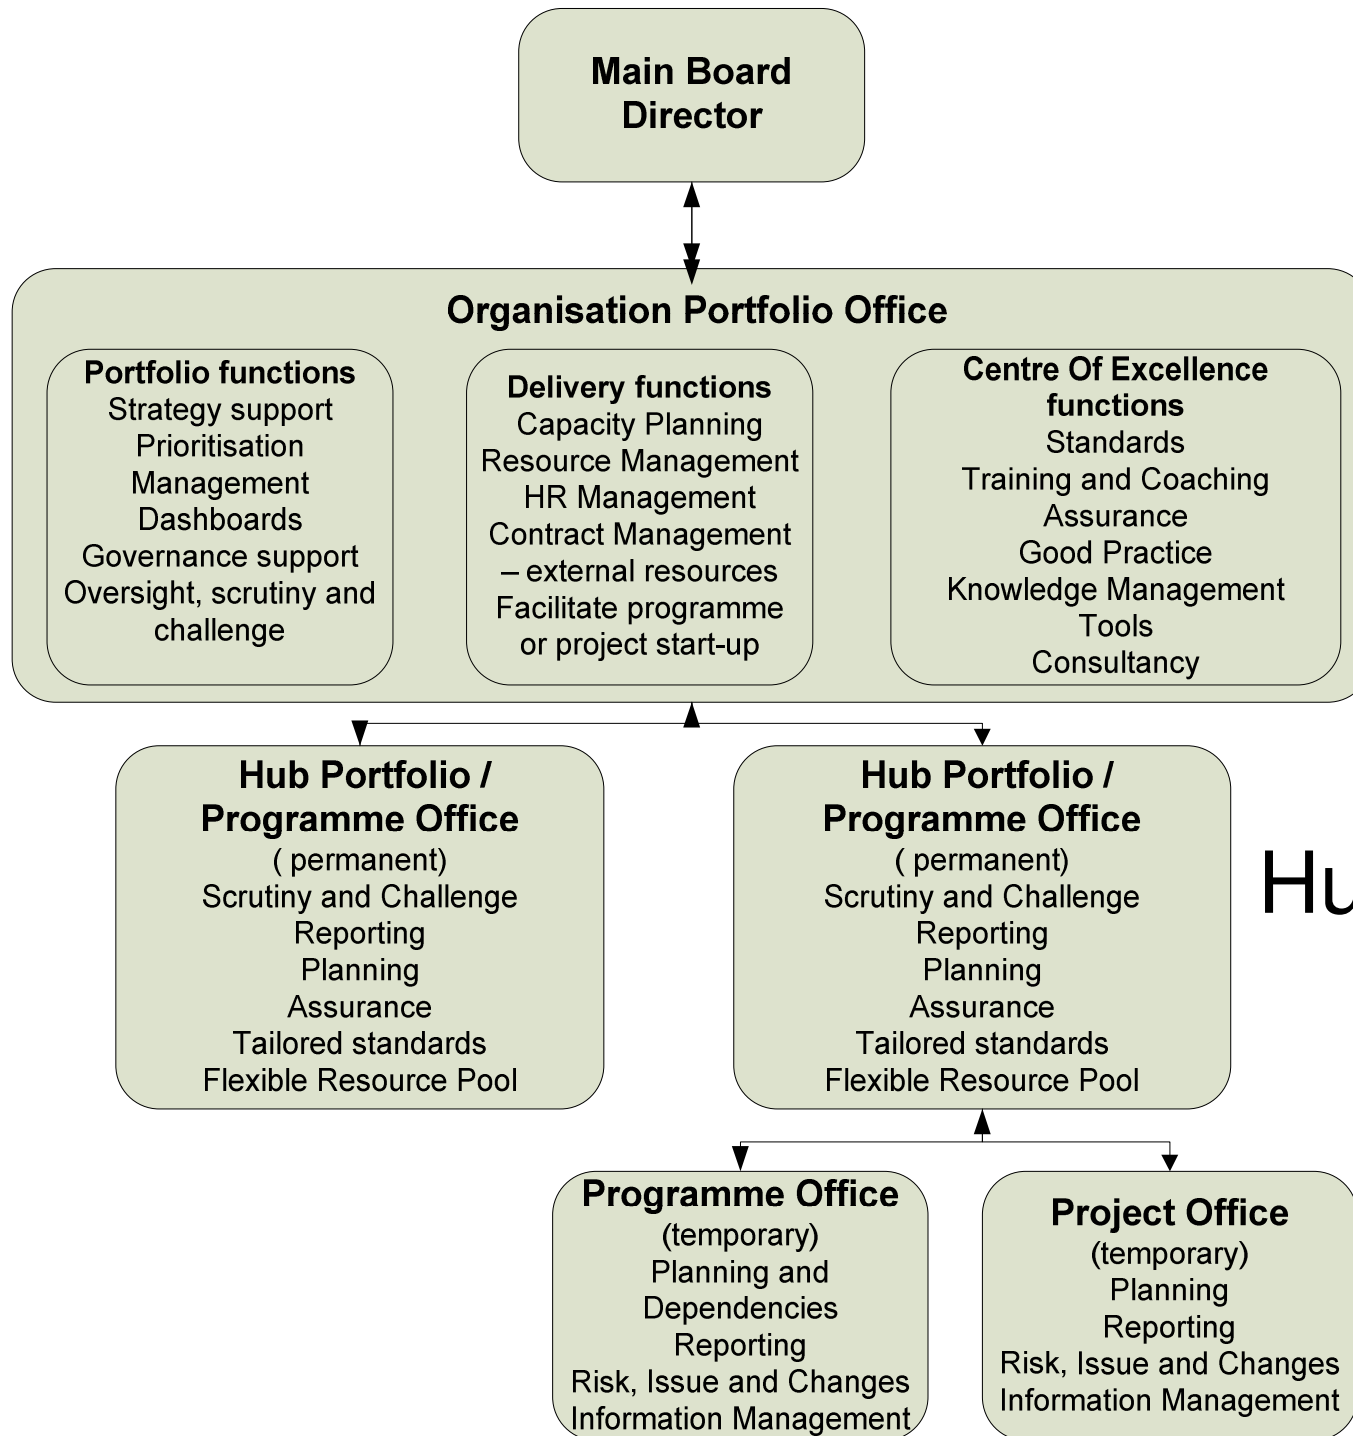 Main Board
Director
Organisation Portfolio Office
Portfolio functions
Strategy support
Prioritisation
Management
Dashboards
Governance support
Oversight, scrutiny and
challenge
Delivery functions
Capacity Planning
Resource Management
HR Management
Contract Management
– external resources
Facilitate programme
or project start-up
Centre Of Excellence
functions
Standards
Training and Coaching
Assurance
Good Practice
Knowledge Management
Tools
Consultancy
Hub Portfolio /
Programme Office
( permanent)
Scrutiny and Challenge
Reporting
Planning
Assurance
Tailored standards
Flexible Resource Pool
Hub Portfolio /
Programme Office
( permanent)
Scrutiny and Challenge
Reporting
Planning
Assurance
Tailored standards
Flexible Resource Pool
Programme Office
(temporary)
Planning and
Dependencies
Reporting
Risk, Issue and Changes
Information Management
Project Office
(temporary)
Planning
Reporting
Risk, Issue and Changes
Information Management